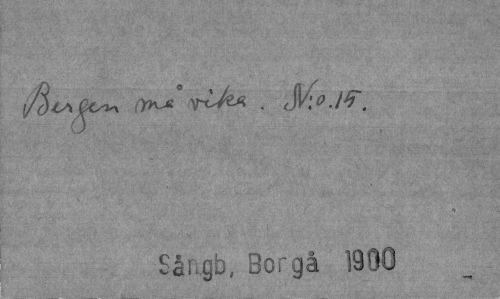 Bergen må vika. N:o.15.
Sångb, Borgå 1900